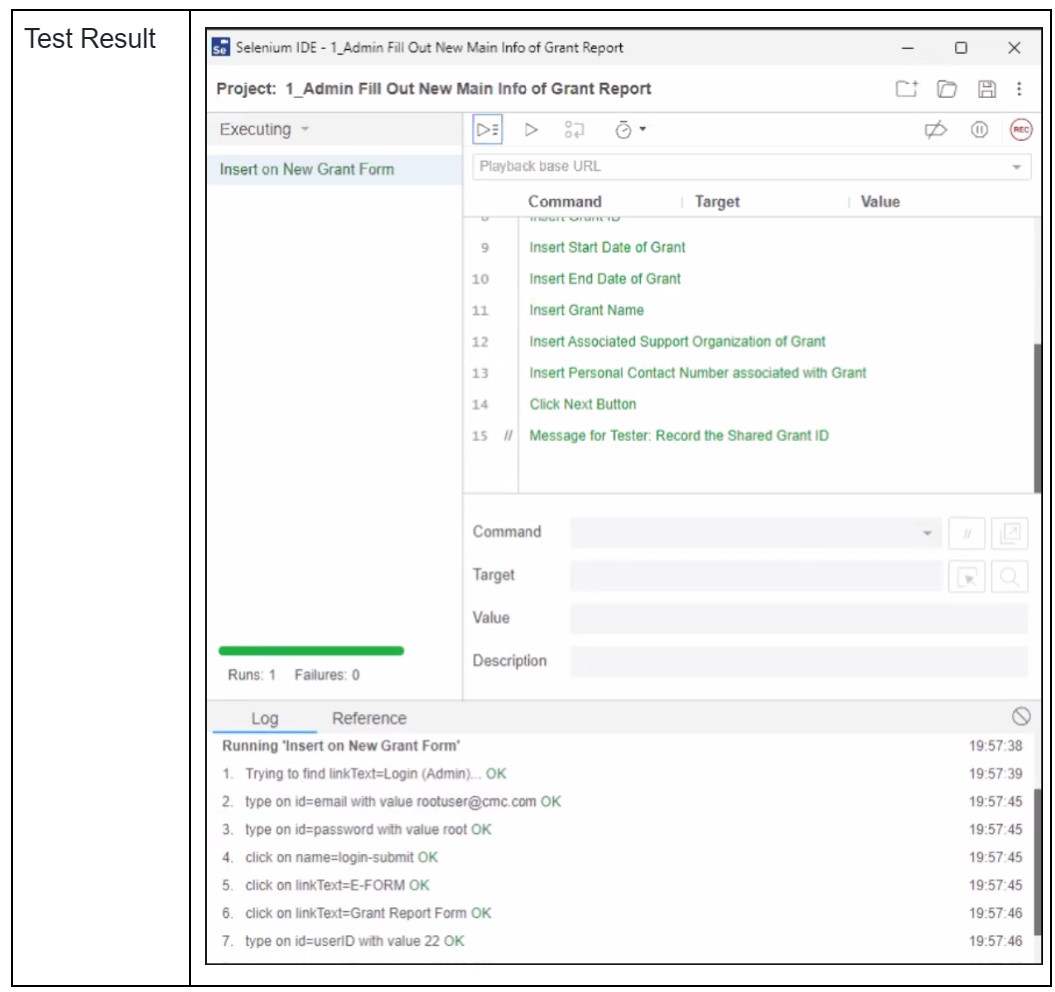 Test Result
Se Selenium IDE - 1_Admin Fill Out New Main Info of Grant Report
Project: 1_Admin Fill Out New Main Info of Grant Report
Executing
REC
Insert on New Grant Form
Playback base URL
Command Target Value
8 Insert Grant ID
9 Insert Start Date of Grant
10 Insert End Date of Grant
11 Insert Grant Name
12 Insert Associated Support Organization of Grant
13 Insert Personal Contact Number associated with Grant
14 Click Next Button
15 // Message for Tester: Record the Shared Grant ID
Command //
Target
Value
Description
Runs: 1 Failures: 0
Log Reference
Running 'Insert on New Grant Form' 19:57:38
1. Trying to find linkText=Login (Admin)... OK 19:57:39
2. type on id=email with value rootuser@cmc.com OK 19:57:45
3. type on id=password with value root OK 19:57:45
4. click on name=login-submit OK 19:57:45
5. click on linkText=E-FORM OK 19:57:45
6. click on linkText=Grant Report Form OK 19:57:46
7. type on id=userID with value 22 OK 19:57:46